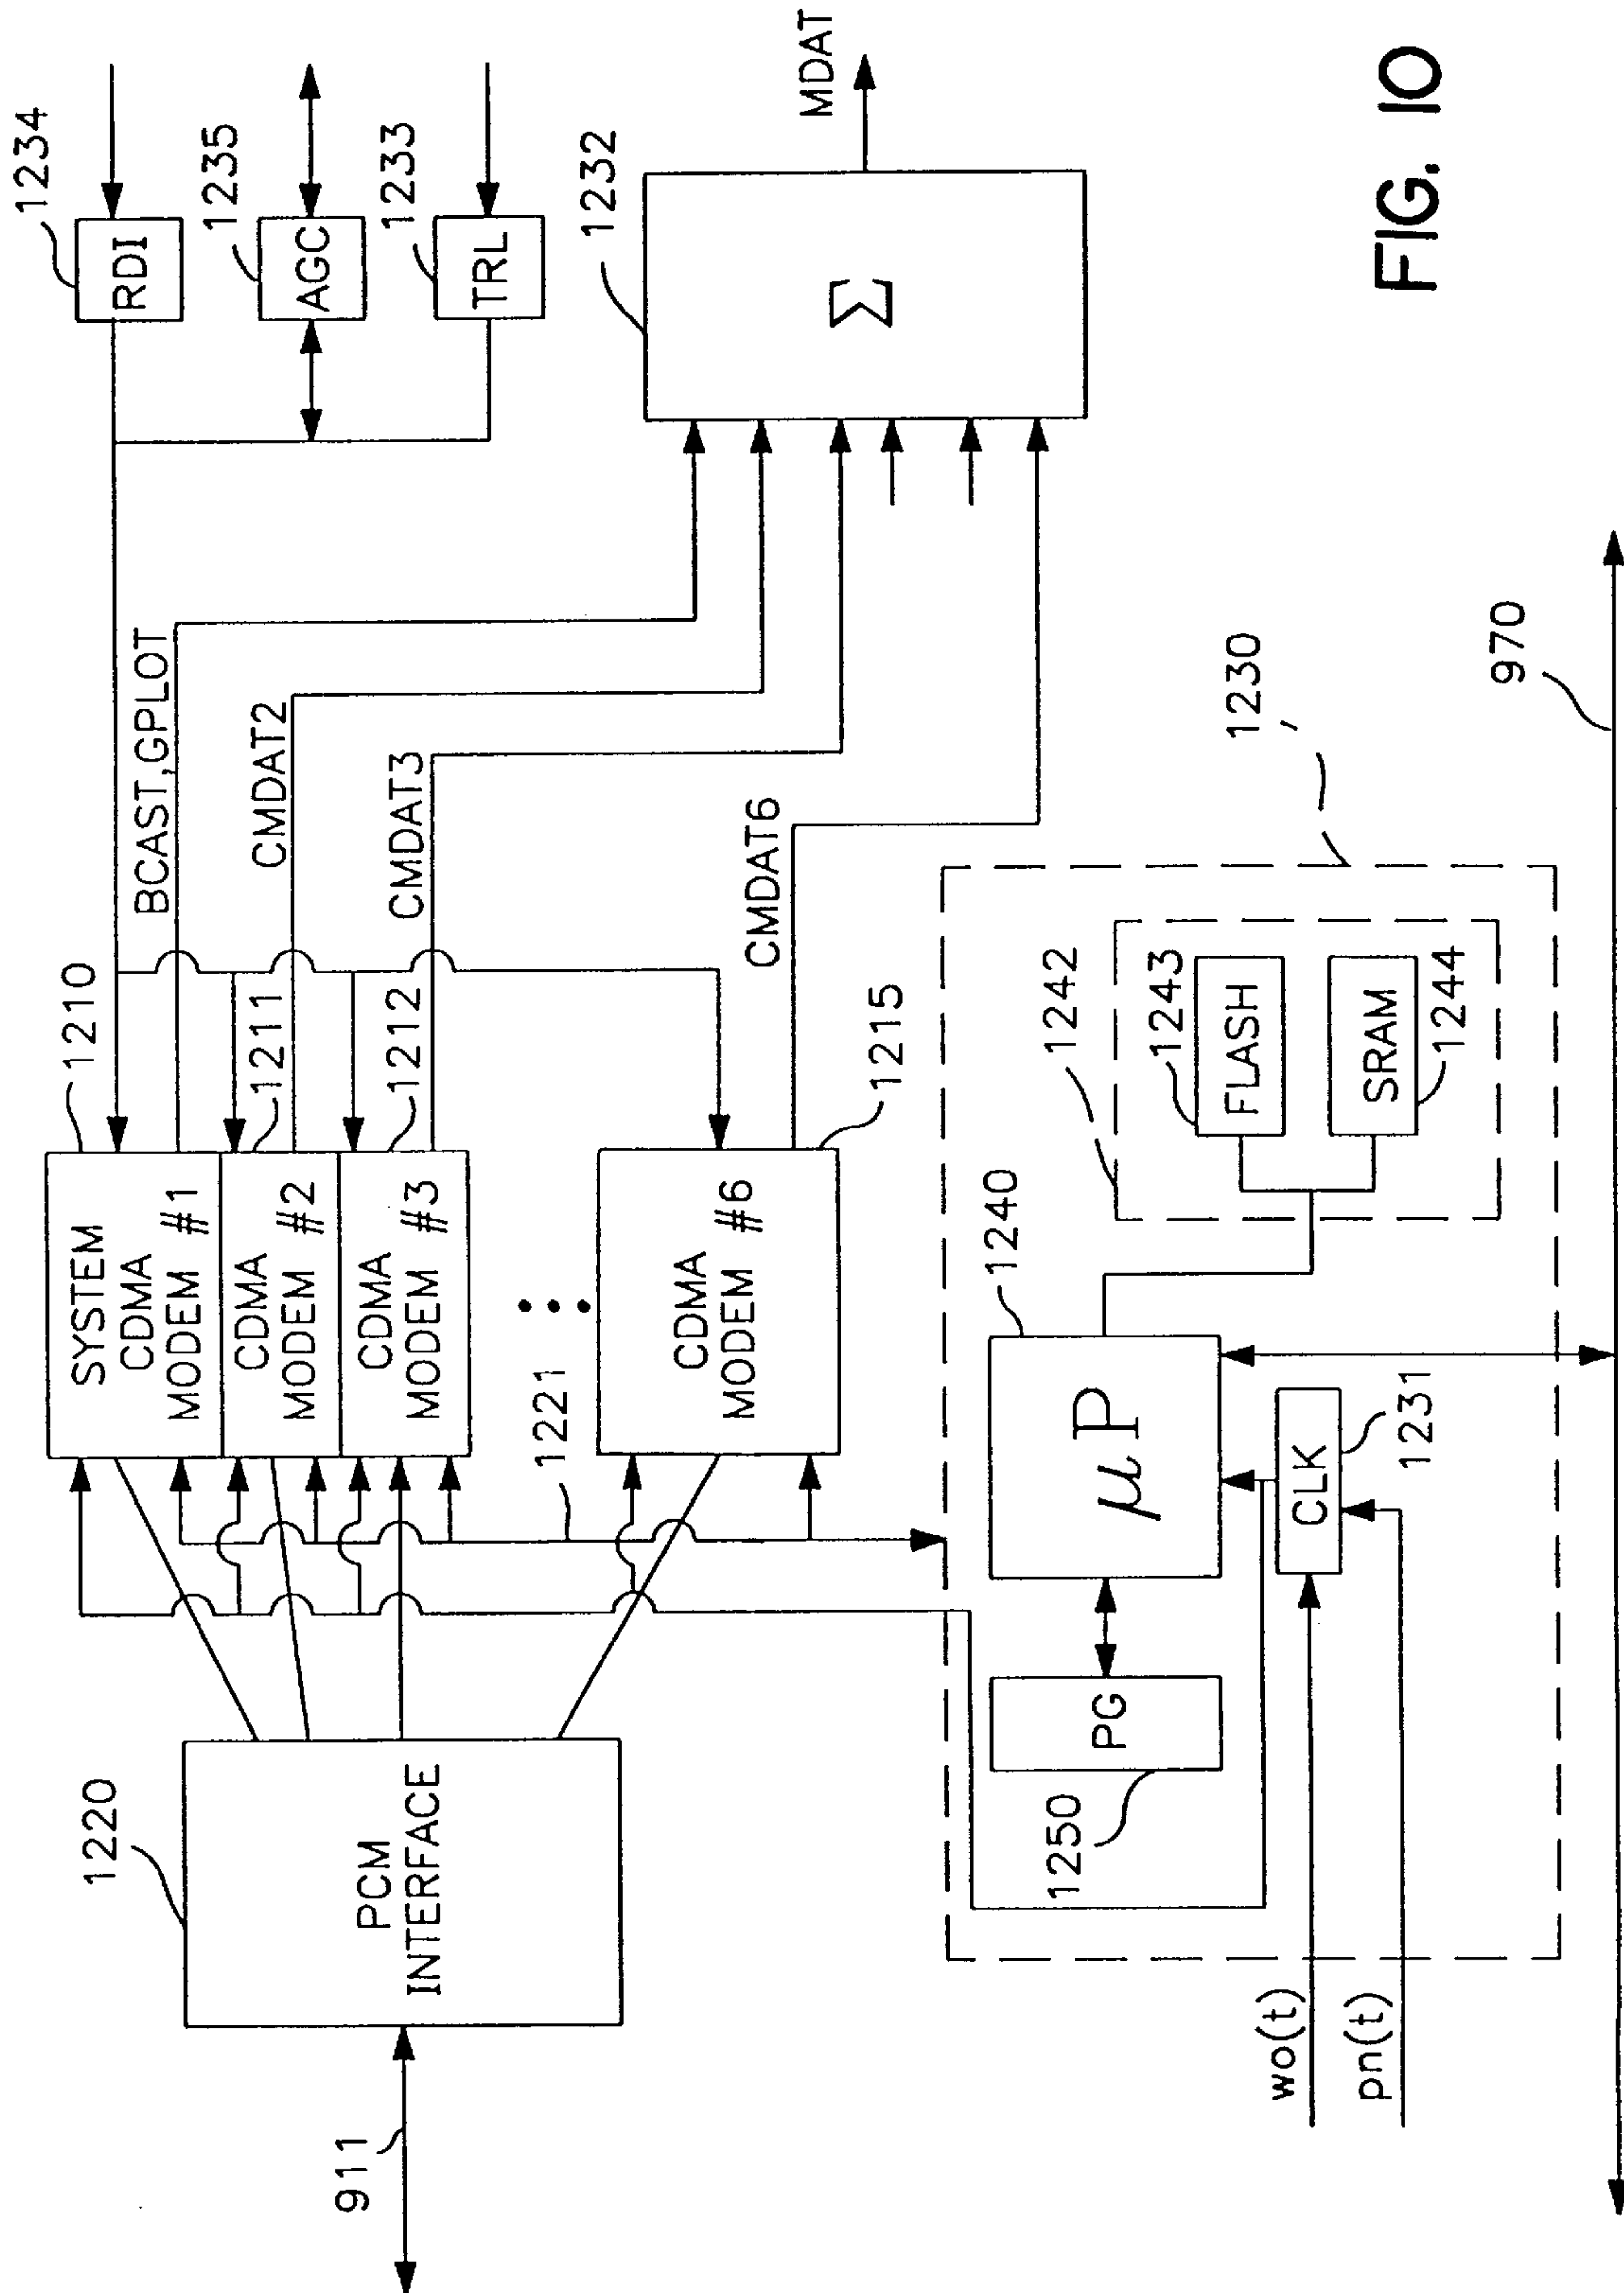 911
1220
PCM
INTERFACE
1221
SYSTEM
CDMA
MODEM #1
CDMA
MODEM #2
CDMA
MODEM #3
CDMA
MODEM #6
1210
1211
1212
1215
BCAST,GPLOT
CMDAT2
CMDAT3
CMDAT6
RDI
1234
AGC
1235
TRL
1233
1232
Σ
MDAT
wo(t)
pn(t)
PG
1250
μP
1240
CLK
1231
1242
FLASH
1243
SRAM
1244
1230
970
FIG. 10